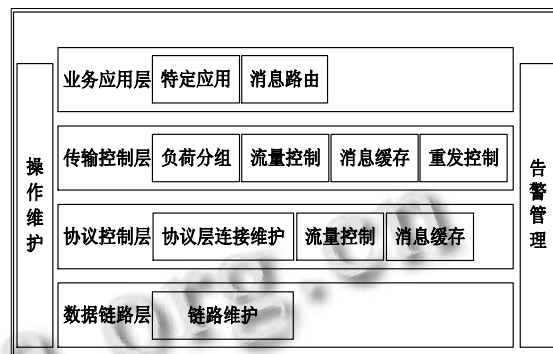 操作维护
业务应用层 特定应用 消息路由
传输控制层 负荷分组 流量控制 消息缓存 重发控制
协议控制层 协议层连接维护 流量控制 消息缓存
数据链路层 链路维护
告警管理
org.cn